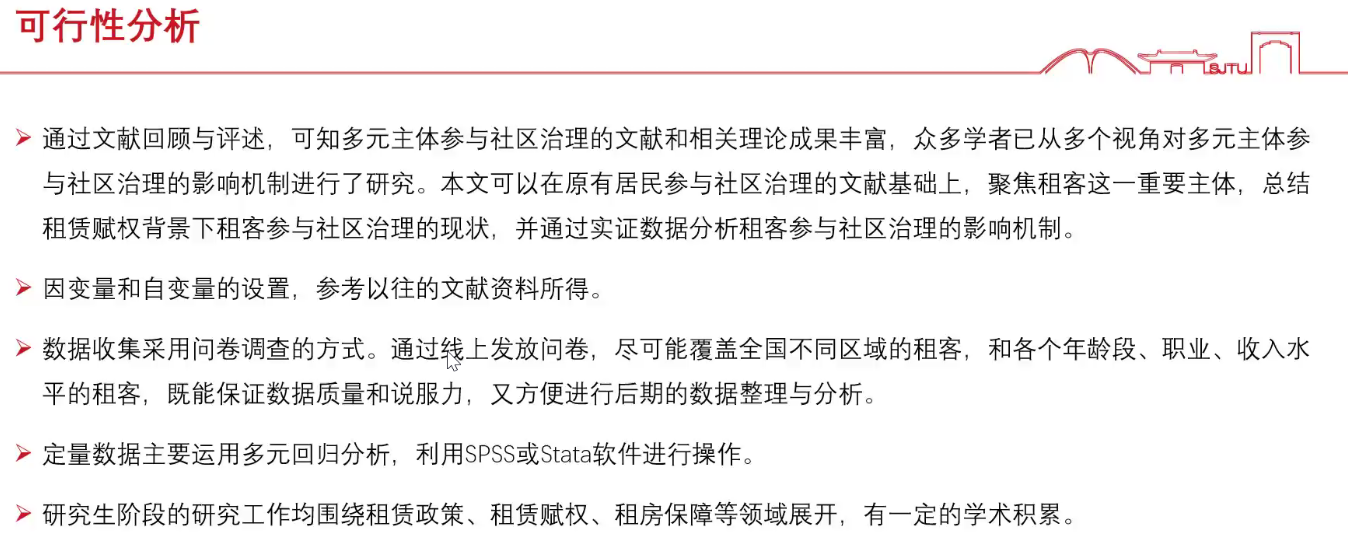 可行性分析
SJTU
通过文献回顾与评述，可知多元主体参与社区治理的文献和相关理论成果丰富，众多学者已从多个视角对多元主体参
与社区治理的影响机制进行了研究。本文可以在原有居民参与社区治理的文献基础上，聚焦租客这一重要主体，总结
租赁赋权背景下租客参与社区治理的现状，并通过实证数据分析租客参与社区治理的影响机制。
因变量和自变量的设置，参考以往的文献资料所得。
数据收集采用问卷调查的方式。通过线上发放问卷，尽可能覆盖全国不同区域的租客，和各个年龄段、职业、收入水
平的租客，既能保证数据质量和说服力，又方便进行后期的数据整理与分析。
定量数据主要运用多元回归分析，利用SPSS或Stata软件进行操作。
研究生阶段的研究工作均围绕租赁政策、租赁赋权、租房保障等领域展开，有一定的学术积累。